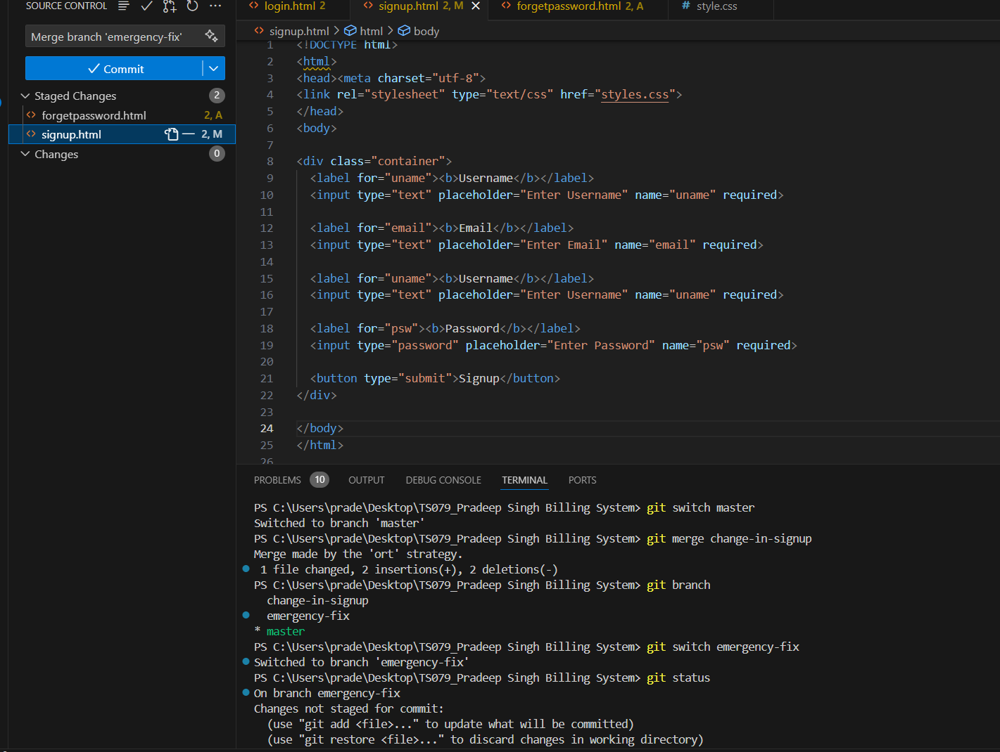 SOURCE CONTROL
Merge branch 'emergency-fix'
Commit
Staged Changes 2
forgetpassword.html 2, A
signup.html 2, M
Changes 0
login.html 2
signup.html 2, M
forgetpassword.html 2, A
# style.css
signup.html > html > body
1 <!DOCTYPE html>
2 <html>
3 <head><meta charset="utf-8">
4 <link rel="stylesheet" type="text/css" href="styles.css">
5 </head>
6 <body>
7
8 <div class="container">
9 <label for="uname"><b>Username</b></label>
10 <input type="text" placeholder="Enter Username" name="uname" required>
11
12 <label for="email"><b>Email</b></label>
13 <input type="text" placeholder="Enter Email" name="email" required>
14
15 <label for="uname"><b>Username</b></label>
16 <input type="text" placeholder="Enter Username" name="uname" required>
17
18 <label for="psw"><b>Password</b></label>
19 <input type="password" placeholder="Enter Password" name="psw" required>
20
21 <button type="submit">Signup</button>
22 </div>
23
24 </body>
25 </html>
26
PROBLEMS 10 OUTPUT DEBUG CONSOLE TERMINAL PORTS
PS C:\Users\prade\Desktop\TS079_Pradeep Singh Billing System> git switch master
Switched to branch 'master'
PS C:\Users\prade\Desktop\TS079_Pradeep Singh Billing System> git merge change-in-signup
Merge made by the 'ort' strategy.
1 file changed, 2 insertions(+), 2 deletions(-)
PS C:\Users\prade\Desktop\TS079_Pradeep Singh Billing System> git branch
change-in-signup
emergency-fix
* master
PS C:\Users\prade\Desktop\TS079_Pradeep Singh Billing System> git switch emergency-fix
Switched to branch 'emergency-fix'
PS C:\Users\prade\Desktop\TS079_Pradeep Singh Billing System> git status
On branch emergency-fix
Changes not staged for commit:
(use "git add <file>..." to update what will be committed)
(use "git restore <file>..." to discard changes in working directory)